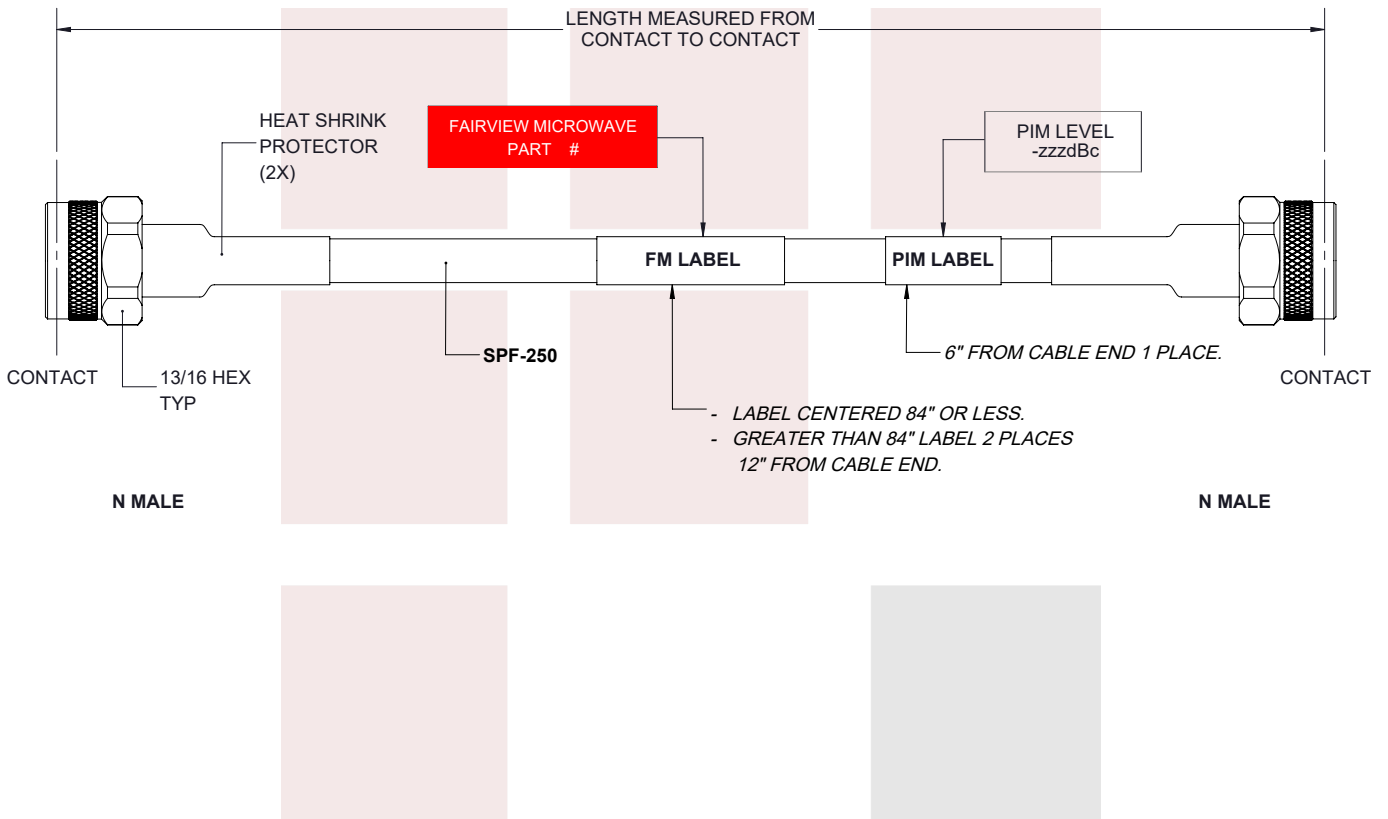 LENGTH MEASURED FROM
CONTACT TO CONTACT
HEAT SHRINK
PROTECTOR
(2X)
FAIRVIEW MICROWAVE
PART #
PIM LEVEL
-zzzdBc
FM LABEL
PIM LABEL
SPF-250
6" FROM CABLE END 1 PLACE.
CONTACT
13/16 HEX
TYP
CONTACT
- LABEL CENTERED 84" OR LESS.
- GREATER THAN 84" LABEL 2 PLACES
12" FROM CABLE END.
N MALE
N MALE